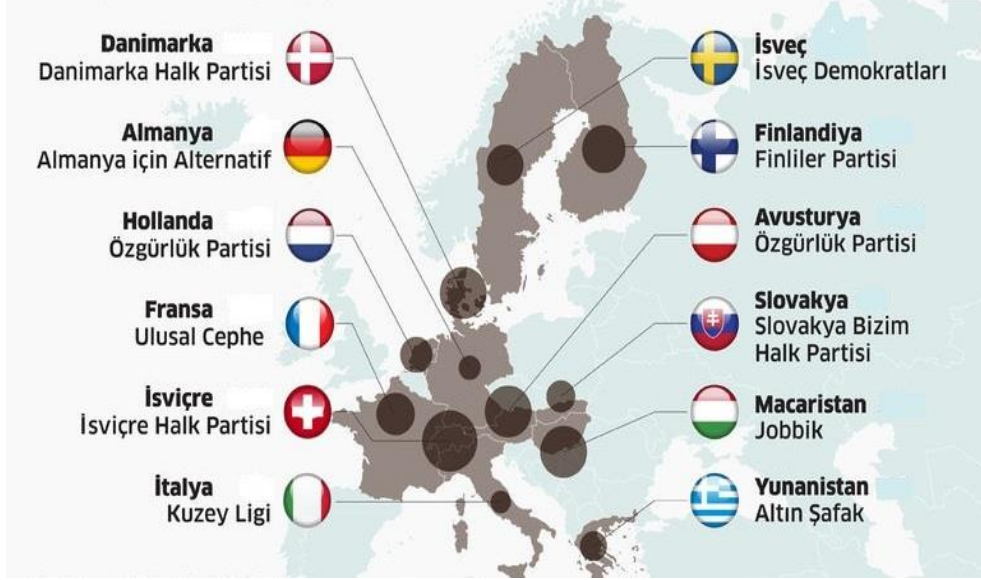 Danimarka
Danimarka Halk Partisi
Almanya
Almanya için Alternatif
Hollanda
Özgürlük Partisi
Fransa
Ulusal Cephe
İsviçre
İsviçre Halk Partisi
İtalya
Kuzey Ligi
İsveç
İsveç Demokratları
Finlandiya
Finliler Partisi
Avusturya
Özgürlük Partisi
Slovakya
Slovakya Bizim
Halk Partisi
Macaristan
Jobbik
Yunanistan
Altın Şafak